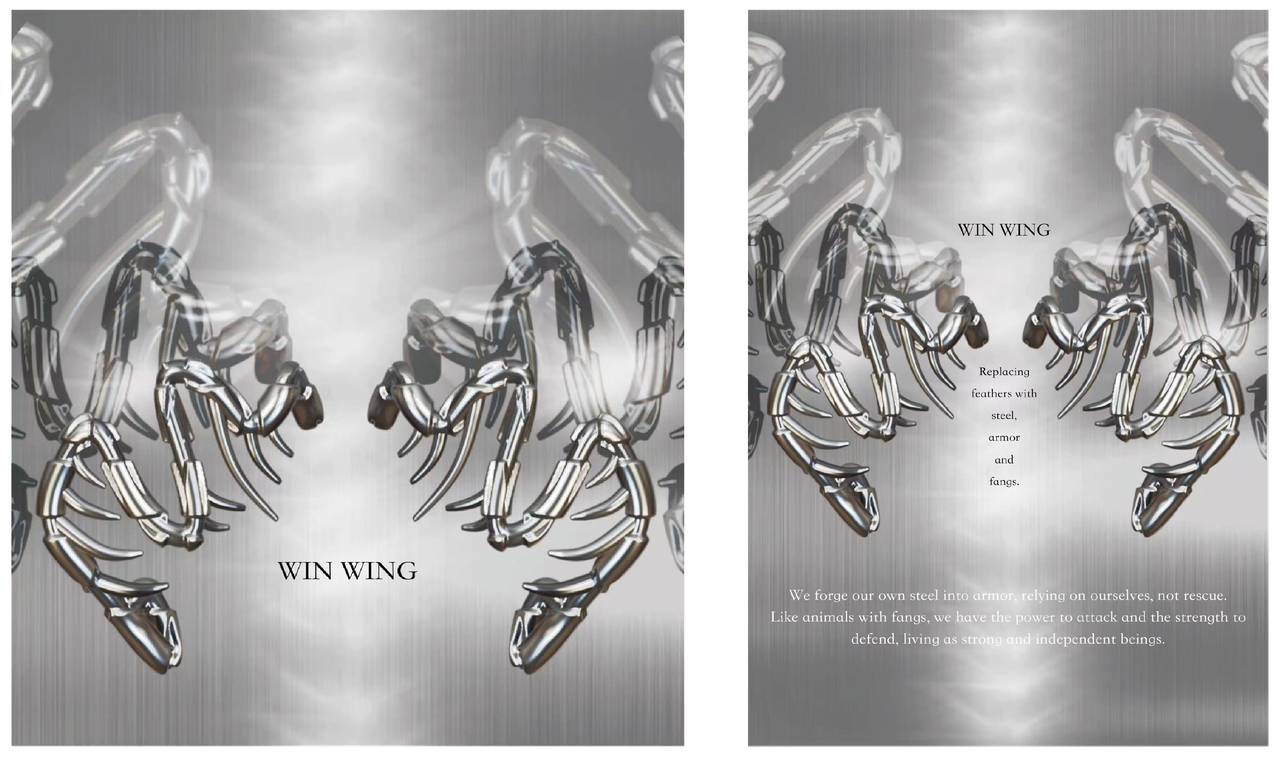 WIN WING
WIN WING
Replacing
feathers with
steel,
armor
and
fangs.
We forge our own steel into armor, relying on ourselves, not rescue.
Like animals with fangs, we have the power to attack and the strength to
defend, living as strong and independent beings.